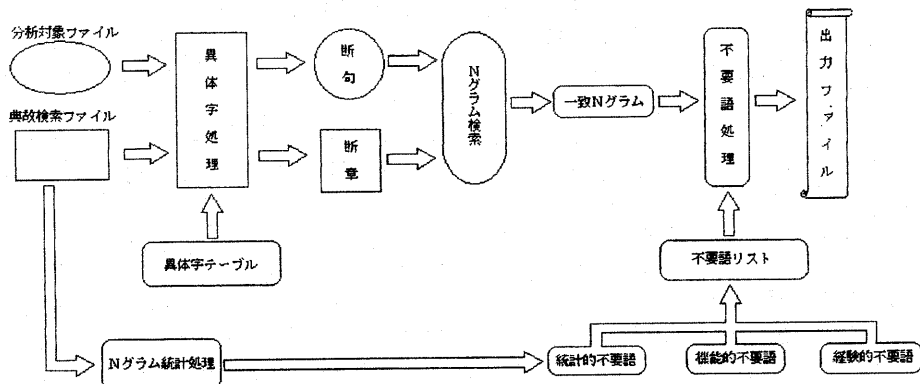 分析対象ファイル
典故検索ファイル
異体字処理
断句
断章
Nグラム検索
一致Nグラム
不要語処理
出力ファイル
異体字テーブル
不要語リスト
Nグラム統計処理
統計的不要語
機能的不要語
経験的不要語